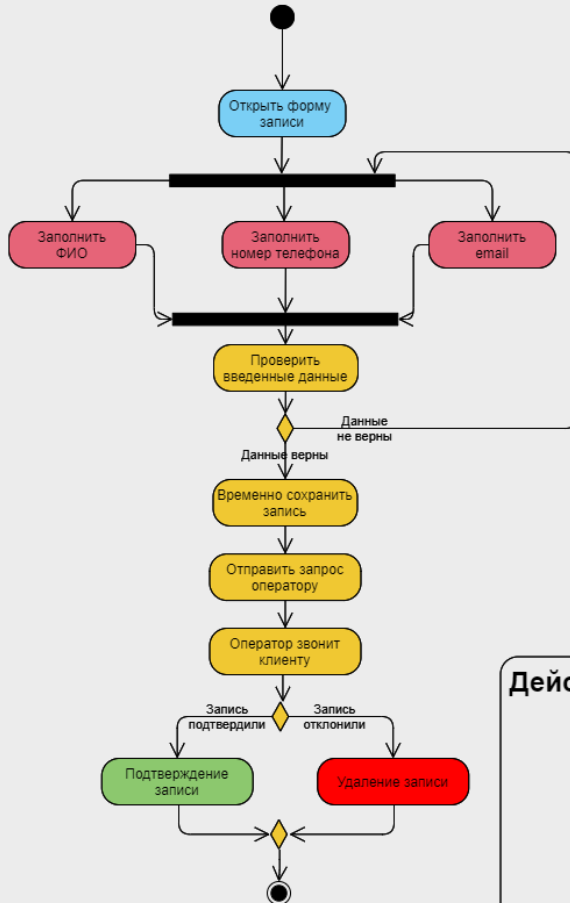 Открыть форму
записи
Заполнить
ФИО
Заполнить
номер телефона
Заполнить
email
Проверить
введенные данные
Данные
не верны
Данные верны
Временно сохранить
запись
Отправить запрос
оператору
Оператор звонит
клиенту
Запись
подтвердили
Запись
отклонили
Подтверждение
записи
Удаление записи